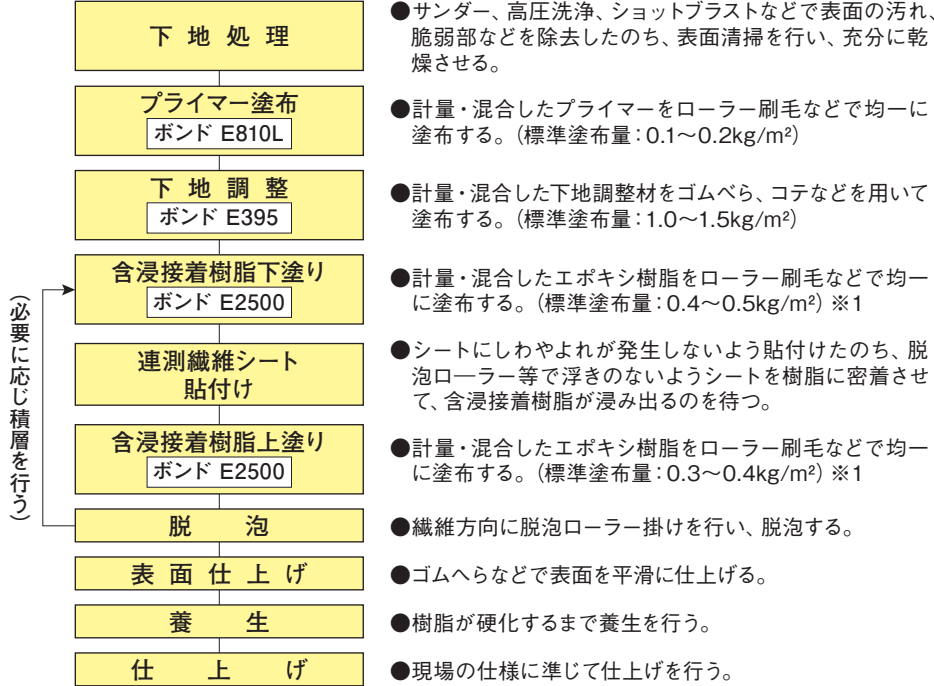 下地処理
●サンダー、高圧洗浄、ショットブラストなどで表面の汚れ、
脆弱部などを除去したのち、表面清掃を行い、充分に乾
燥させる。
プライマー塗布
ボンド E810L
●計量・混合したプライマーをローラー刷毛などで均一に
塗布する。（標準塗布量：0.1～0.2kg/m²）
下地調整
ボンド E395
●計量・混合した下地調整材をゴムべら、コテなどを用いて
塗布する。（標準塗布量：1.0～1.5kg/m²）
含浸接着樹脂下塗り
ボンド E2500
●計量・混合したエポキシ樹脂をローラー刷毛などで均一
に塗布する。（標準塗布量：0.4～0.5kg/m²）※1
連測繊維シート
貼付け
●シートにしわやよれが発生しないよう貼付けたのち、脱
泡ロ―ラー等で浮きのないようシートを樹脂に密着させ
て、含浸接着樹脂が浸み出るのを待つ。
含浸接着樹脂上塗り
ボンド E2500
●計量・混合したエポキシ樹脂をローラー刷毛などで均一
に塗布する。（標準塗布量：0.3～0.4kg/m²）※1
（必要に応じ積層を行う）
脱泡
●繊維方向に脱泡ローラー掛けを行い、脱泡する。
表面仕上げ
●ゴムへらなどで表面を平滑に仕上げる。
養生
●樹脂が硬化するまで養生を行う。
仕上げ
●現場の仕様に準じて仕上げを行う。